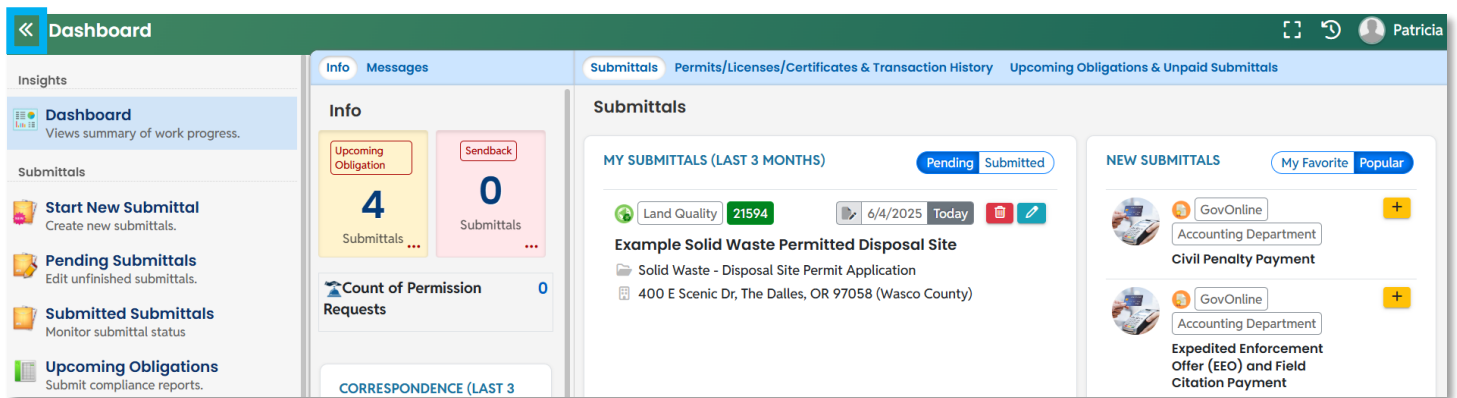 Dashboard
Patricia
Insights
Dashboard
Views summary of work progress.
Submittals
Start New Submittal
Create new submittals.
Pending Submittals
Edit unfinished submittals.
Submitted Submittals
Monitor submittal status
Upcoming Obligations
Submit compliance reports.
Info Messages
Info
Upcoming
Obligation
4
Submittals ...
Sendback
0
Submittals
...
Count of Permission 0
Requests
CORRESPONDENCE (LAST 3
Submittals Permits/Licenses/Certificates & Transaction History Upcoming Obligations & Unpaid Submittals
Submittals
MY SUBMITTALS (LAST 3 MONTHS) Pending Submitted
Land Quality 21594 6/4/2025 Today
Example Solid Waste Permitted Disposal Site
Solid Waste - Disposal Site Permit Application
400 E Scenic Dr, The Dalles, OR 97058 (Wasco County)
NEW SUBMITTALS My Favorite Popular
GovOnline +
Accounting Department
Civil Penalty Payment
GovOnline +
Accounting Department
Expedited Enforcement
Offer (EEO) and Field
Citation Payment